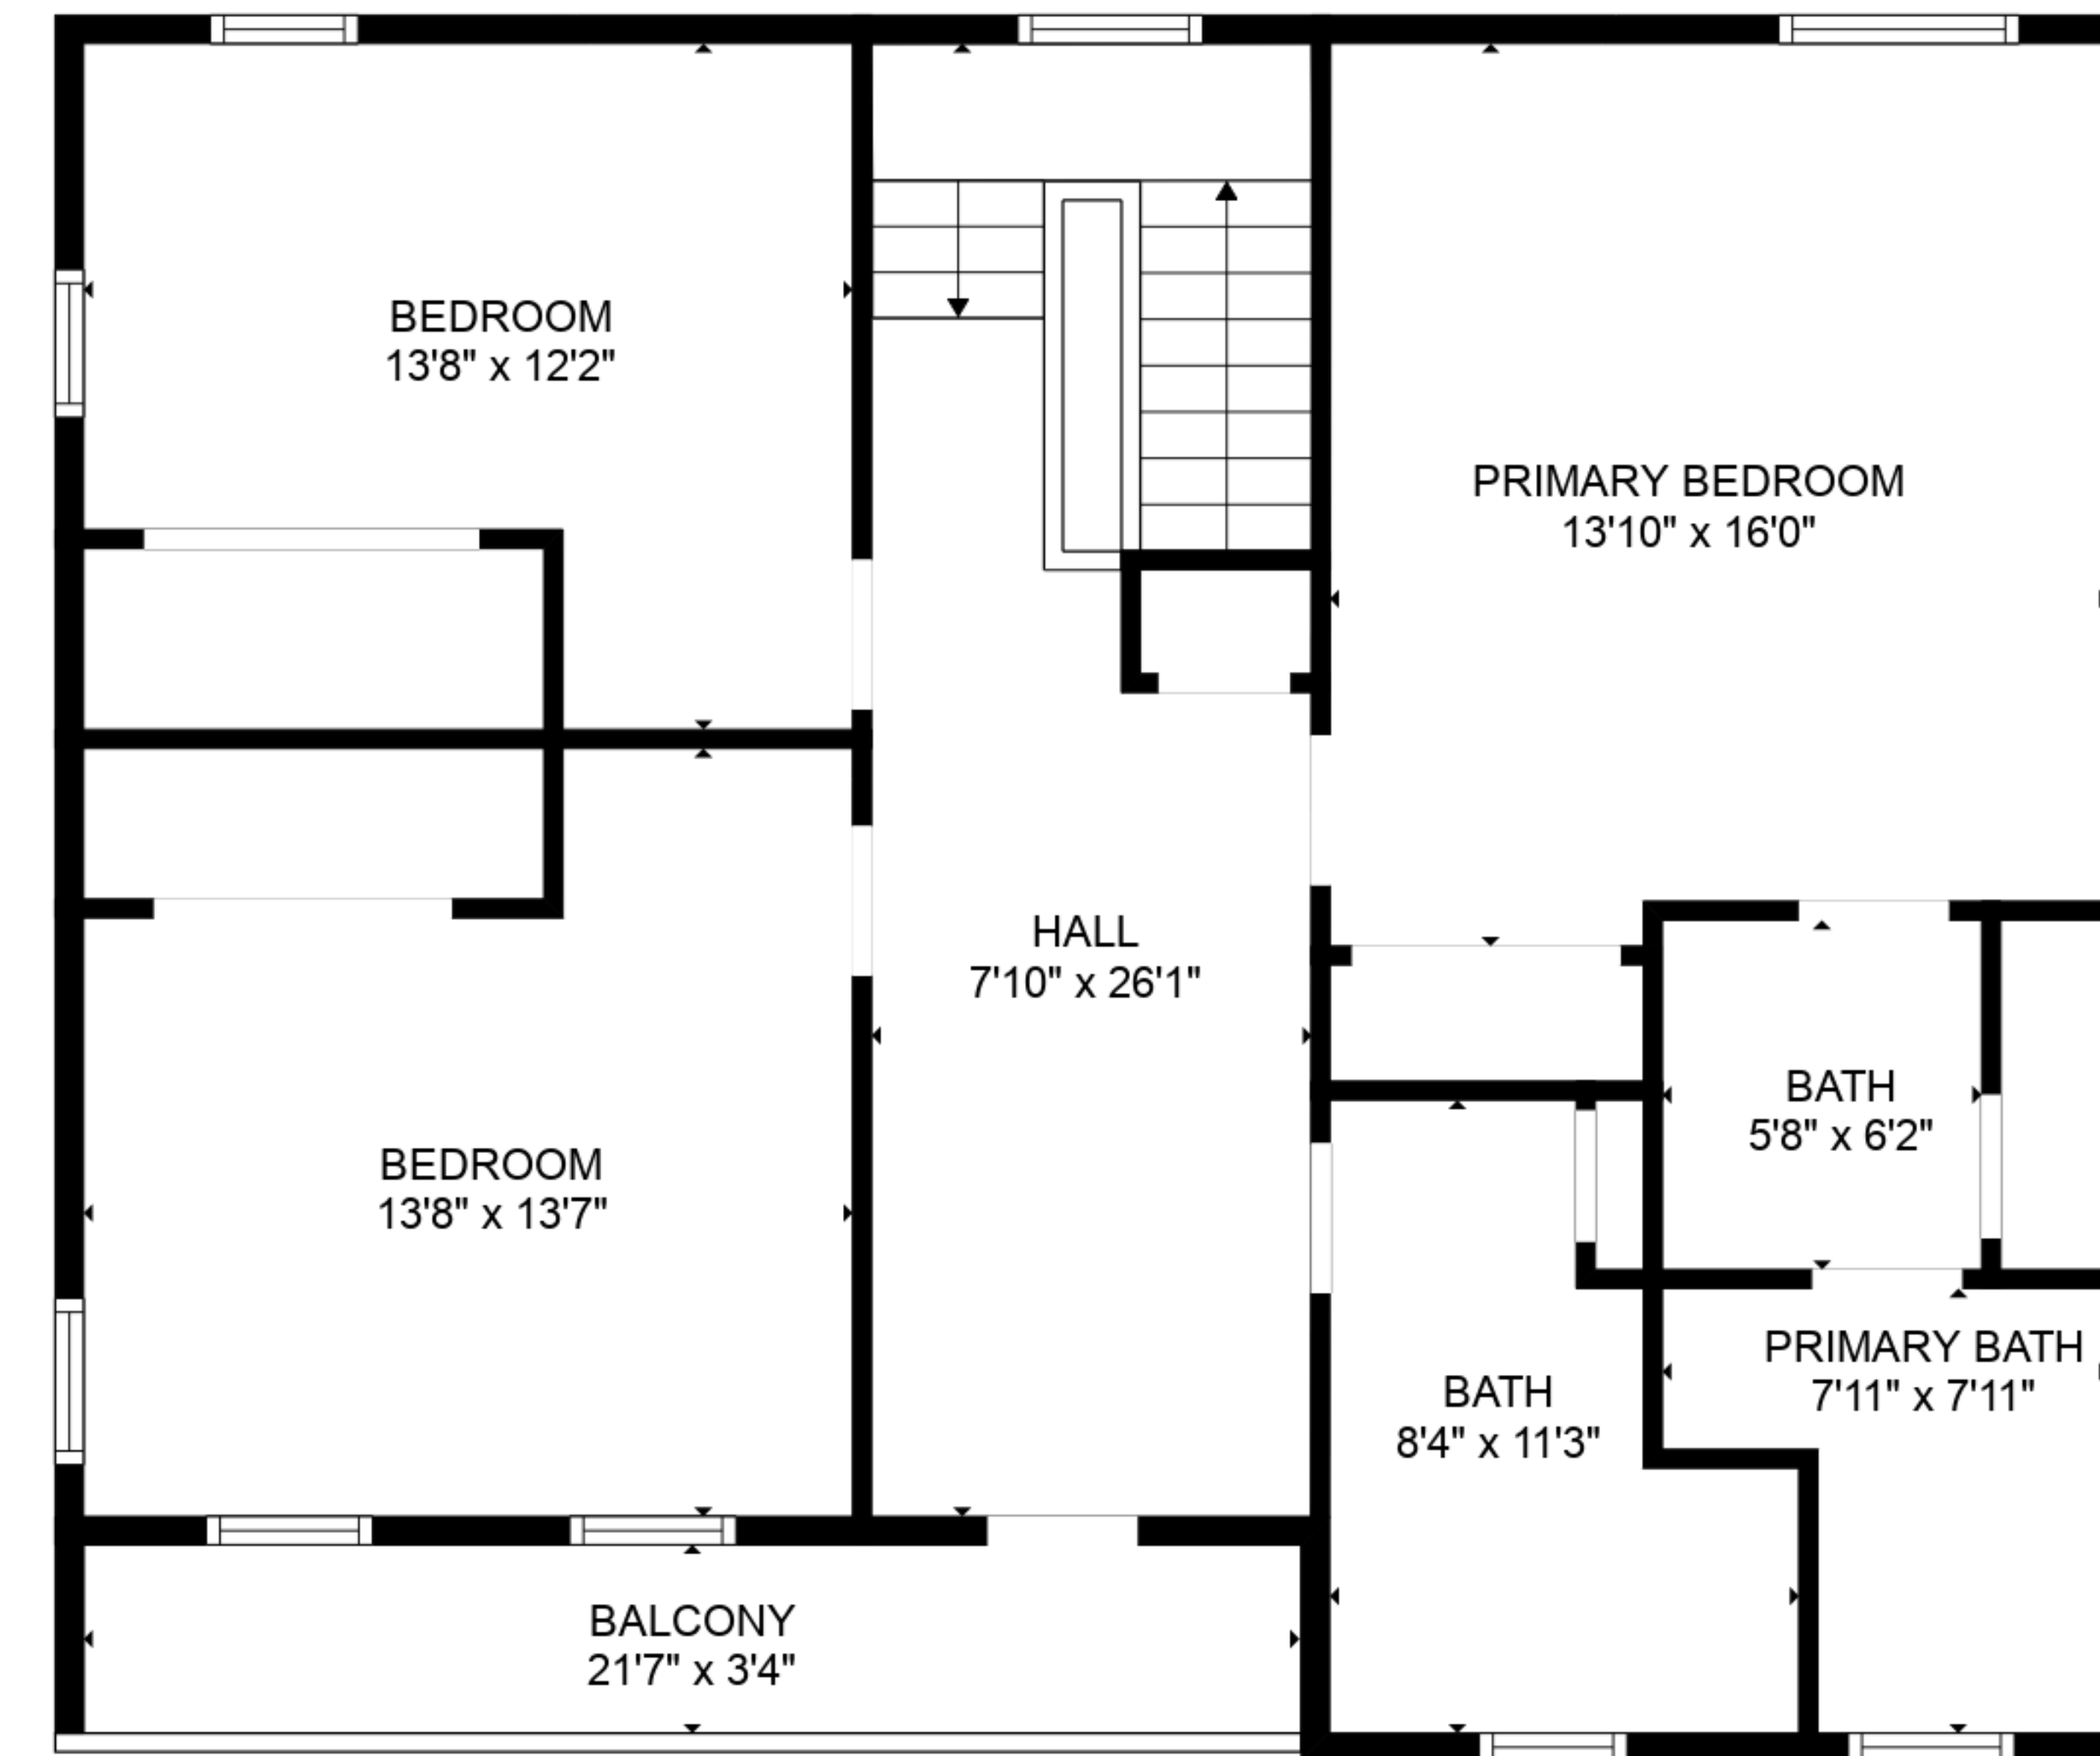 BEDROOM
13'8" x 12'2"
PRIMARY BEDROOM
13'10" x 16'0"
HALL
7'10" x 26'1"
BATH
5'8" x 6'2"
BEDROOM
13'8" x 13'7"
PRIMARY BATH
7'11" x 7'11"
BATH
8'4" x 11'3"
BALCONY
21'7" x 3'4"